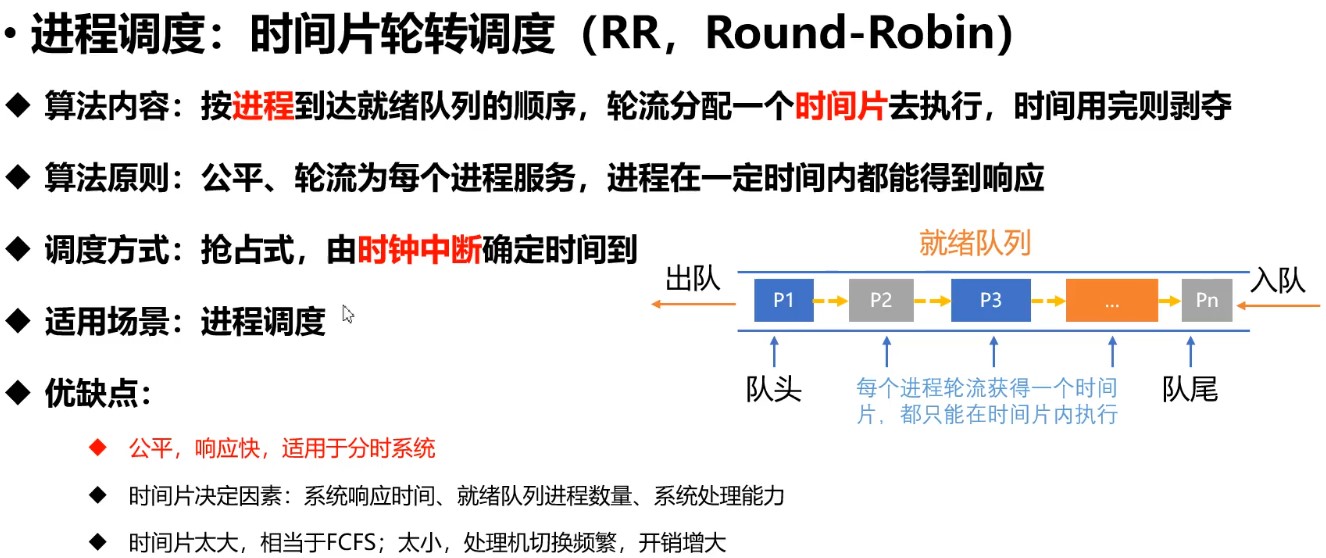 • 进程调度：时间片轮转调度（RR，Round-Robin）
◆ 算法内容：按进程到达就绪队列的顺序，轮流分配一个时间片去执行，时间用完则剥夺
◆ 算法原则：公平、轮流为每个进程服务，进程在一定时间内都能得到响应
◆ 调度方式：抢占式，由时钟中断确定时间到
就绪队列
出队
入队
P1
P2
P3
...
Pn
队头
每个进程轮流获得一个时间
片，都只能在时间片内执行
队尾
◆ 适用场景：进程调度
◆ 优缺点：
◆ 公平，响应快，适用于分时系统
◆ 时间片决定因素：系统响应时间、就绪队列进程数量、系统处理能力
◆ 时间片太大，相当于FCFS；太小，处理机切换频繁，开销增大